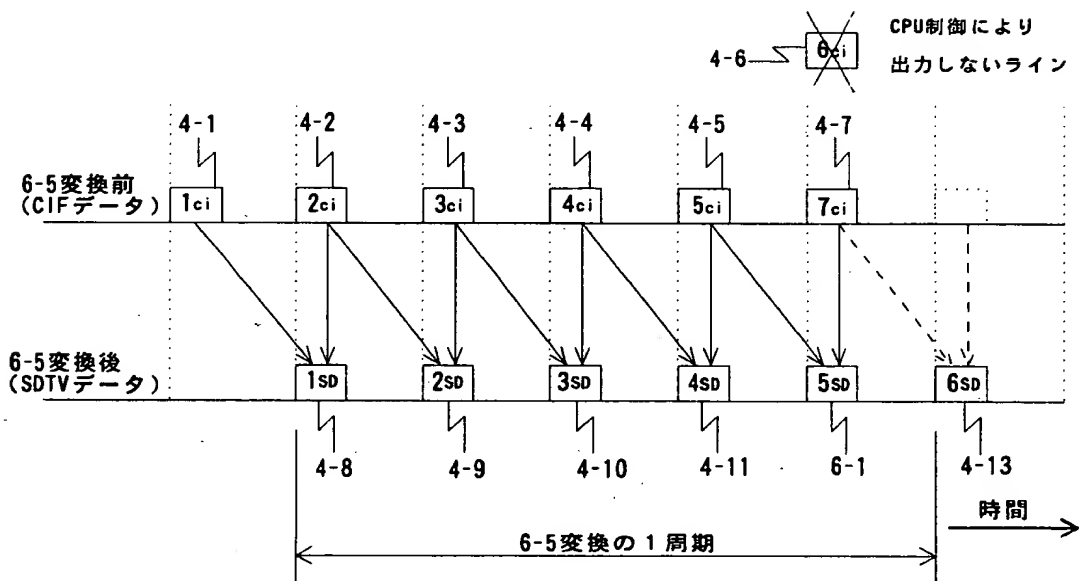 CPU制御により
4-6 6ci 出力しないライン
4-1 4-2 4-3 4-4 4-5 4-7
6-5変換前
(CIFデータ)
1ci 2ci 3ci 4ci 5ci 7ci
6-5変換後
(SDTVデータ)
1SD 2SD 3SD 4SD 5SD 6SD
4-8 4-9 4-10 4-11 6-1 4-13
時間
6-5変換の1周期